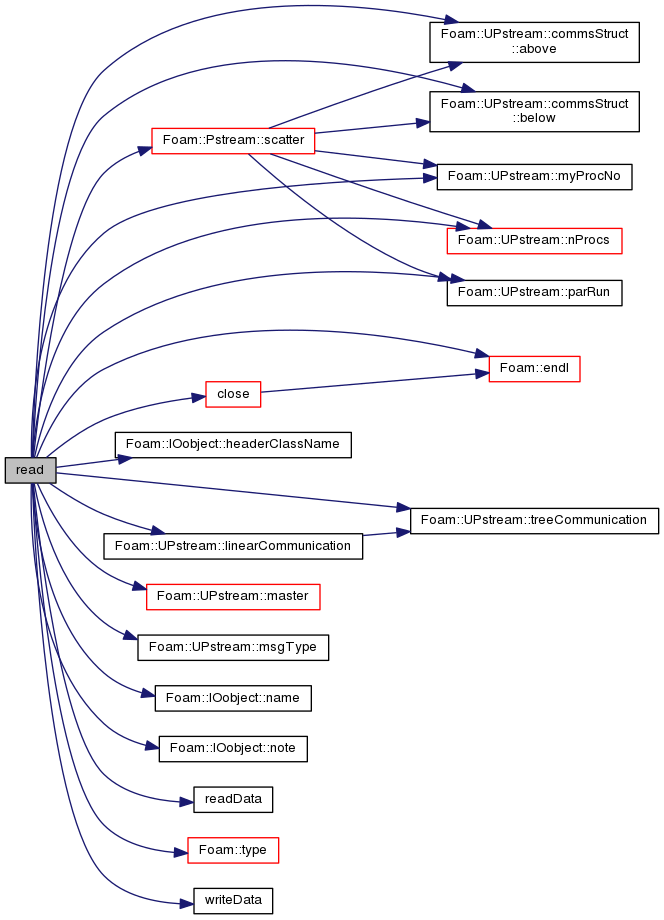 Foam::UPstream::commsStruct
::above
Foam::UPstream::commsStruct
::below
Foam::Pstream::scatter
Foam::UPstream::myProcNo
Foam::UPstream::nProcs
Foam::UPstream::parRun
Foam::endl
close
Foam::IOobject::headerClassName
read
Foam::UPstream::treeCommunication
Foam::UPstream::linearCommunication
Foam::UPstream::master
Foam::UPstream::msgType
Foam::IOobject::name
Foam::IOobject::note
readData
Foam::type
writeData